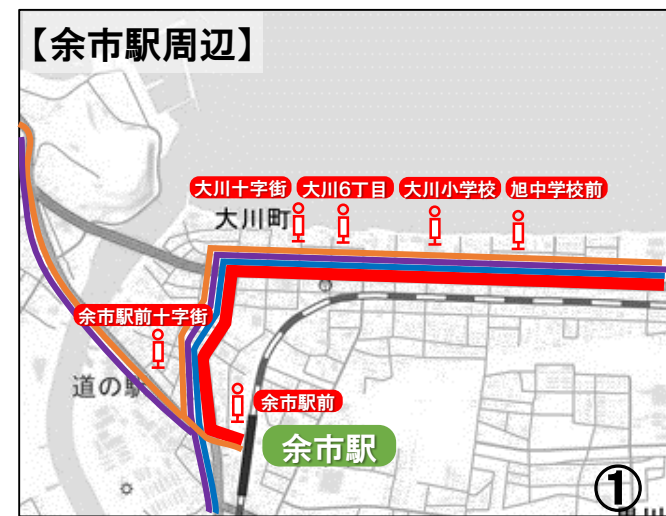 【余市駅周辺】
大川十字街
大川6丁目
大川小学校
旭中学校前
大川町
余市駅前十字街
道の駅
余市駅前
余市駅
①